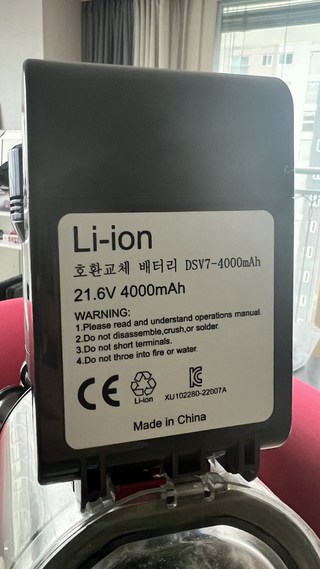 Li-ion
호환교체 배터리 DSV7-4000mAh
21.6V 4000mAh
WARNING:
1.Please read and understand operations manual.
2.Do not disassemble,crush,or solder.
3.Do not short terminals.
4.Do not throe into fire or water.
CE
Li-ion
XU102280-22007A
Made in China